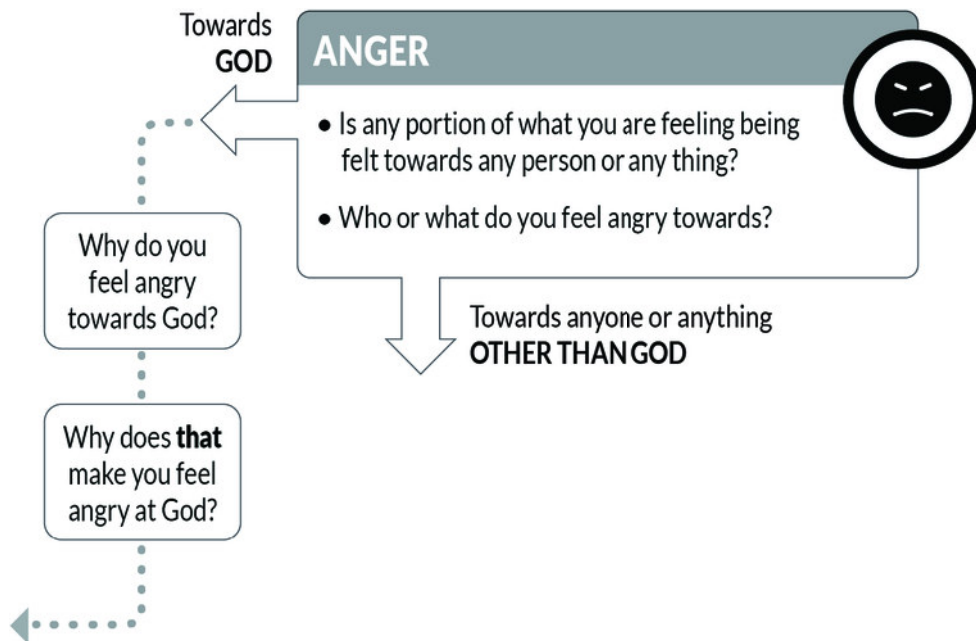 Towards
GOD
ANGER
• Is any portion of what you are feeling being
felt towards any person or any thing?
• Who or what do you feel angry towards?
Why do you
feel angry
towards God?
Towards anyone or anything
OTHER THAN GOD
Why does that
make you feel
angry at God?